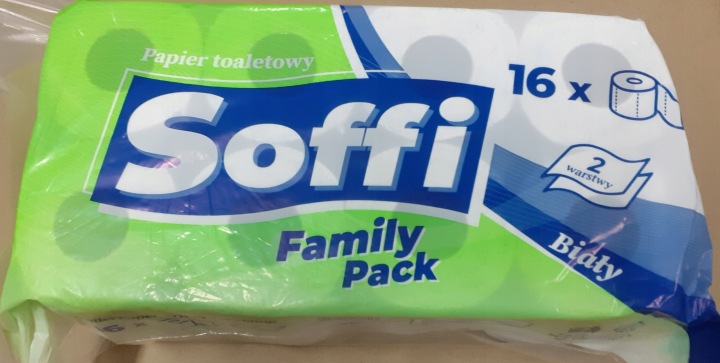 Papier toaletowy
Soffi
Family
Pack
16 x
2
warstwy
Biały